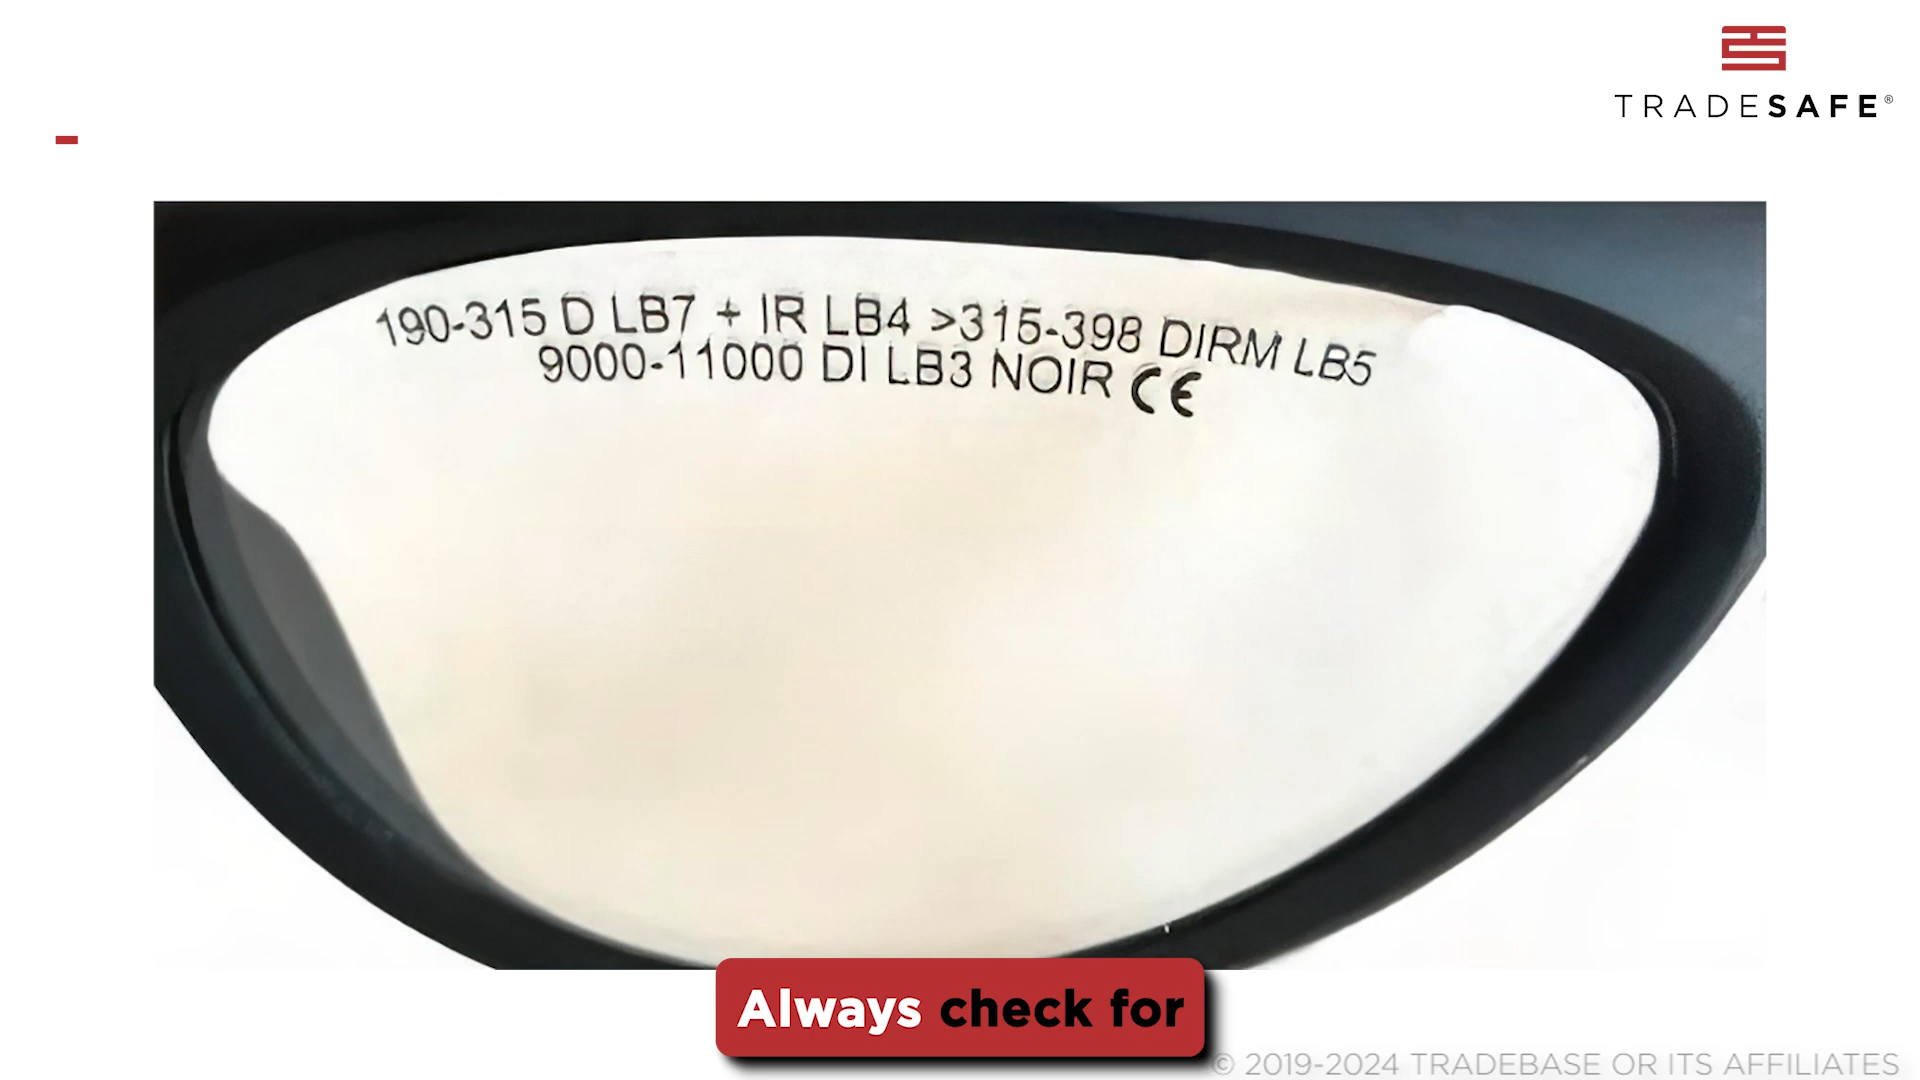 TRADESAFE®
190-315 D LB7 + IR LB4 >315-398 DIRM LB5
9000-11000 DI LB3 NOIR CE
Always check for
© 2019-2024 TRADEBASE OR ITS AFFILIATES